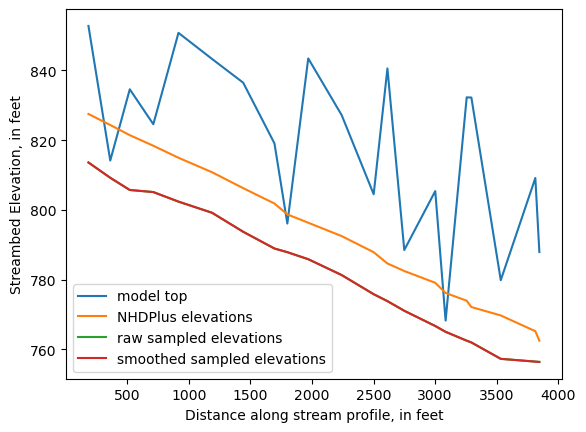 Streambed Elevation, in feet
840
820
800
780
760
model top
NHDPlus elevations
raw sampled elevations
smoothed sampled elevations
500 1000 1500 2000 2500 3000 3500 4000
Distance along stream profile, in feet